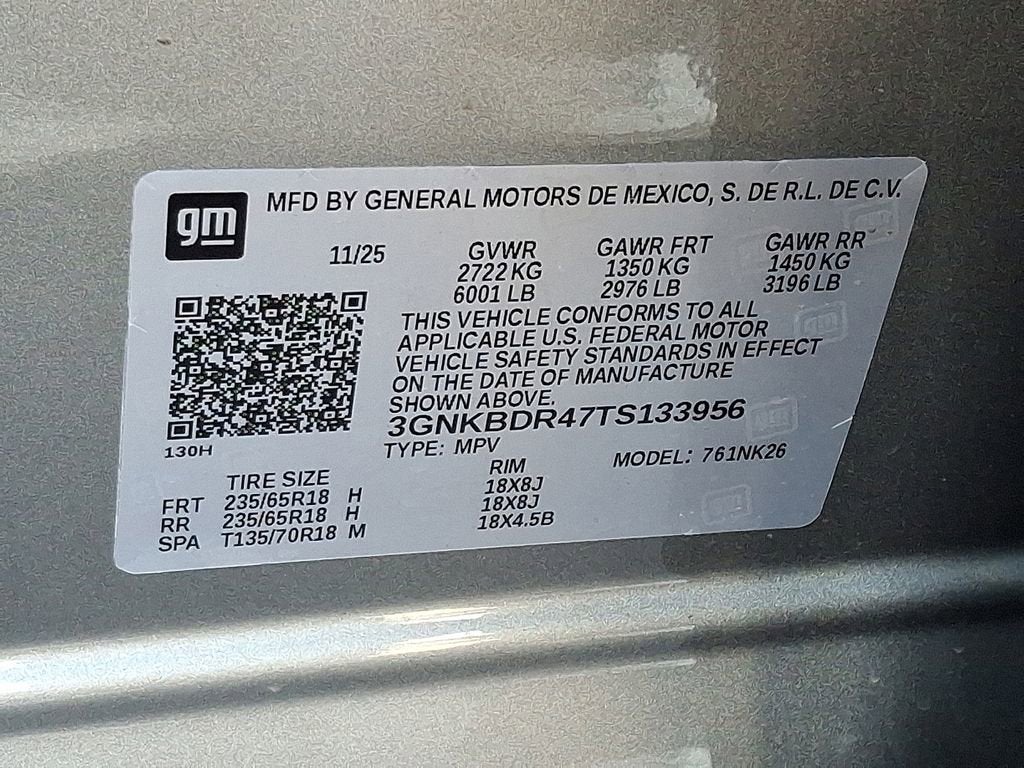 gm
MFD BY GENERAL MOTORS DE MEXICO, S. DE R.L. DE C.V.
11/25 GVWR GAWR FRT GAWR RR
2722 KG 1350 KG 1450 KG
6001 LB 2976 LB 3196 LB
THIS VEHICLE CONFORMS TO ALL
APPLICABLE U.S. FEDERAL MOTOR
VEHICLE SAFETY STANDARDS IN EFFECT
ON THE DATE OF MANUFACTURE
SHOWN ABOVE.
3GNKBDR47TS133956
130H
TYPE: MPV MODEL: 761NK26
TIRE SIZE RIM
FRT 235/65R18 H 18X8J
RR 235/65R18 H 18X8J
SPA T135/70R18 M 18X4.5B